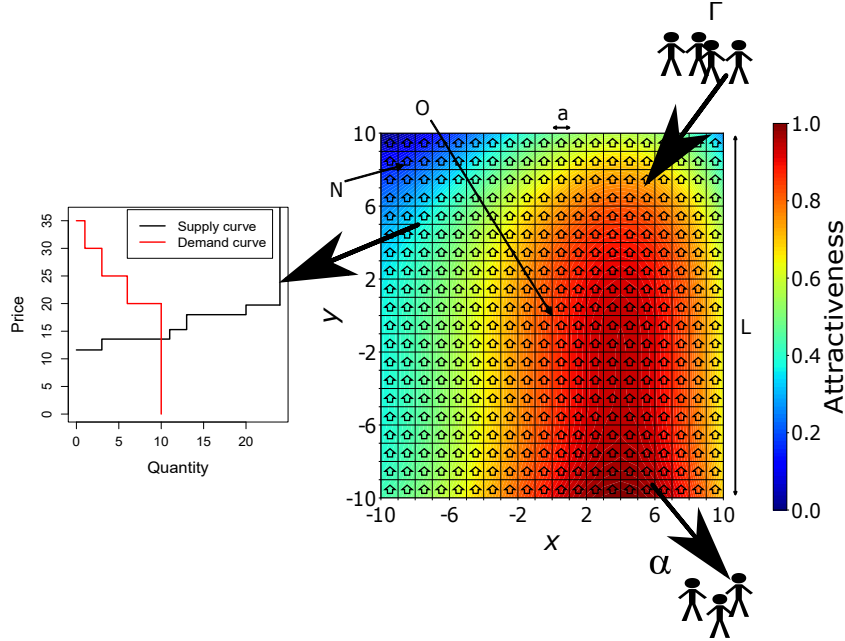 Γ
O
a
10
6
2
-2
-6
-10
y
-10
-6
-2
2
6
10
x
N
L
1.0
0.8
0.6
0.4
0.2
0.0
Attractiveness
α
Supply curve
Demand curve
35
30
25
20
15
10
5
0
Price
0
5
10
15
20
Quantity